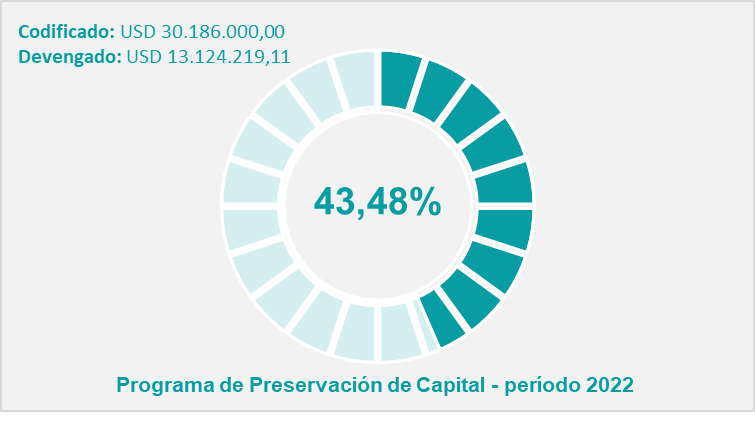 Codificado: USD 30.186.000,00
Devengado: USD 13.124.219,11
43,48%
Programa de Preservación de Capital - período 2022